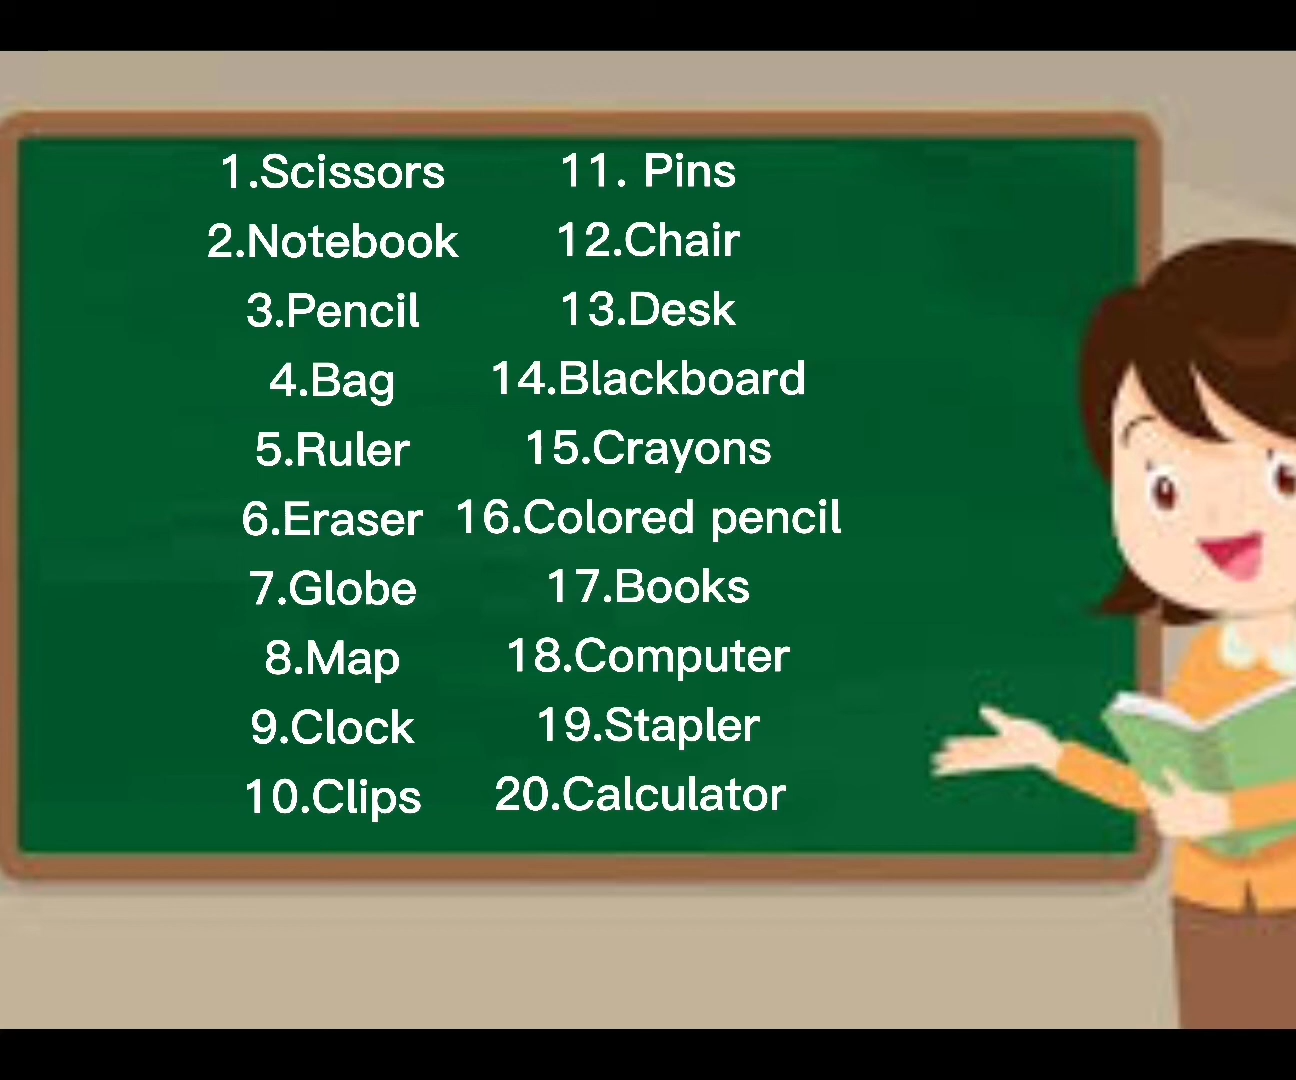 1.Scissors
2.Notebook
3.Pencil
4.Bag
5.Ruler
6.Eraser
7.Globe
8.Map
9.Clock
10.Clips
11. Pins
12.Chair
13.Desk
14.Blackboard
15.Crayons
16.Colored pencil
17.Books
18.Computer
19.Stapler
20.Calculator